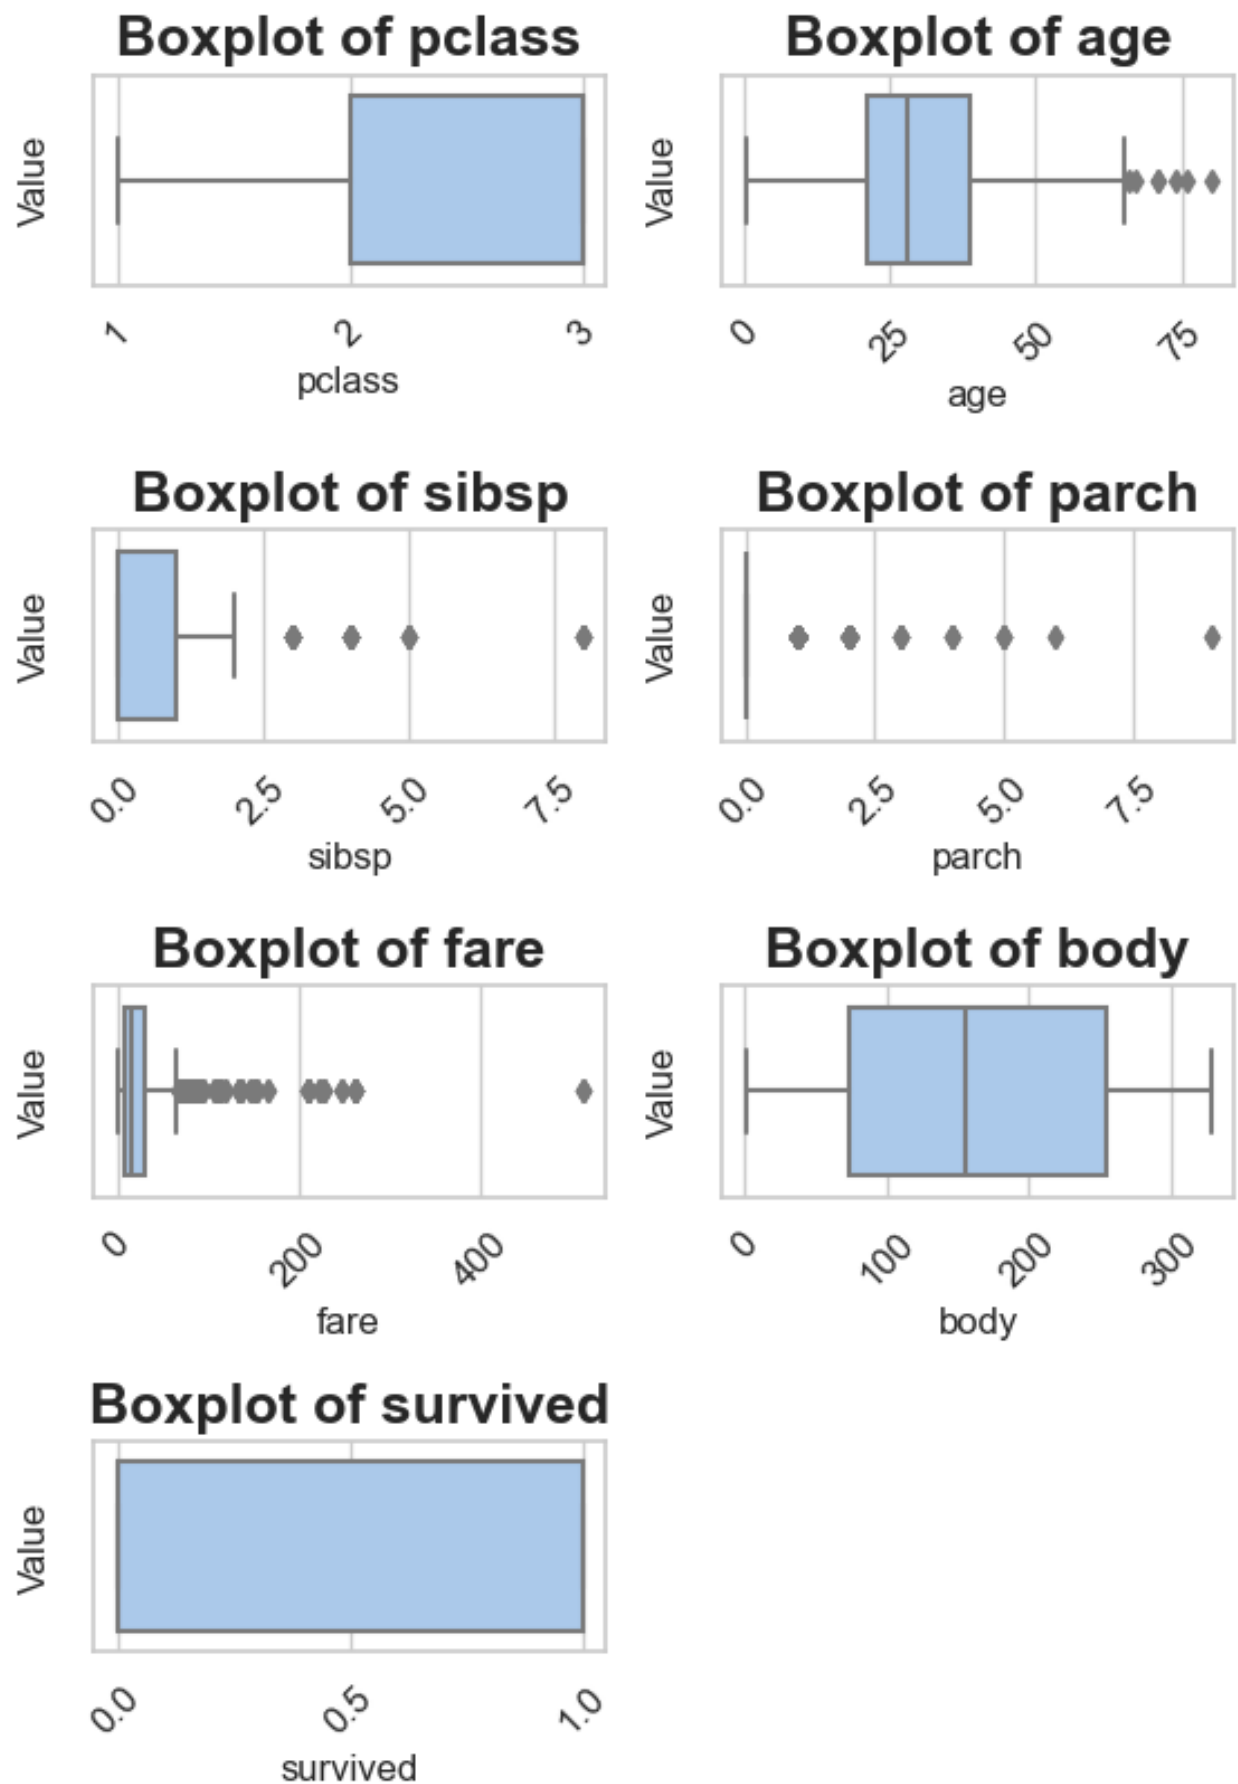 Boxplot of pclass
Value
1 2 3
pclass
Boxplot of age
Value
0 25 50 75
age
Boxplot of sibsp
Value
0.0 2.5 5.0 7.5
sibsp
Boxplot of parch
Value
0.0 2.5 5.0 7.5
parch
Boxplot of fare
Value
0 200 400
fare
Boxplot of body
Value
0 100 200 300
body
Boxplot of survived
Value
0.0 0.5 1.0
survived